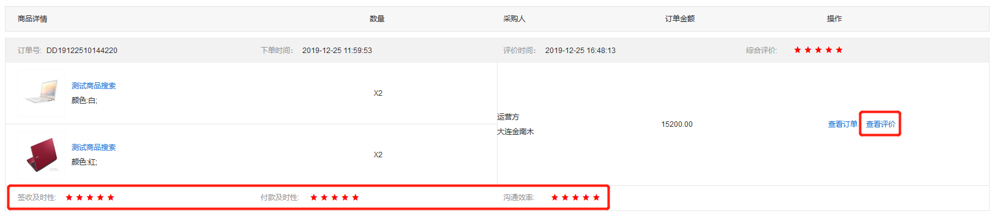 商品详情 数量 采购人 订单金额 操作
订单号: DD19122510144220 下单时间: 2019-12-25 11:59:53 评价时间: 2019-12-25 16:48:13 综合评价: ★ ★ ★ ★ ★
测试商品搜索
颜色:白;
X2
测试商品搜索
颜色:红;
X2
运营方
大连金南木
15200.00
查看订单 查看评价
签收及时性: ★ ★ ★ ★ ★ 付款及时性: ★ ★ ★ ★ ★ 沟通效率: ★ ★ ★ ★ ★